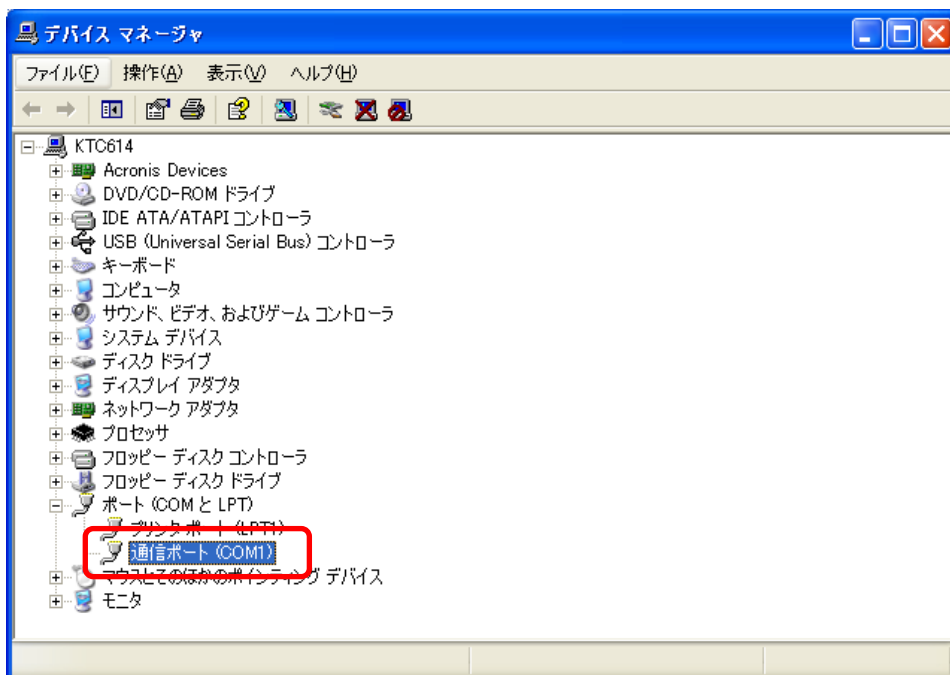 デバイス マネージャ
ファイル(F) 操作(A) 表示(V) ヘルプ(H)
KTC614
Acronis Devices
DVD/CD-ROM ドライブ
IDE ATA/ATAPI コントローラ
USB (Universal Serial Bus) コントローラ
キーボード
コンピュータ
サウンド、ビデオ、およびゲーム コントローラ
システム デバイス
ディスク ドライブ
ディスプレイ アダプタ
ネットワーク アダプタ
プロセッサ
フロッピー ディスク コントローラ
フロッピー ディスク ドライブ
ポート (COM と LPT)
プリンタ ポート (LPT1)
通信ポート (COM1)
マウスとそのほかのポインティング デバイス
モニタ